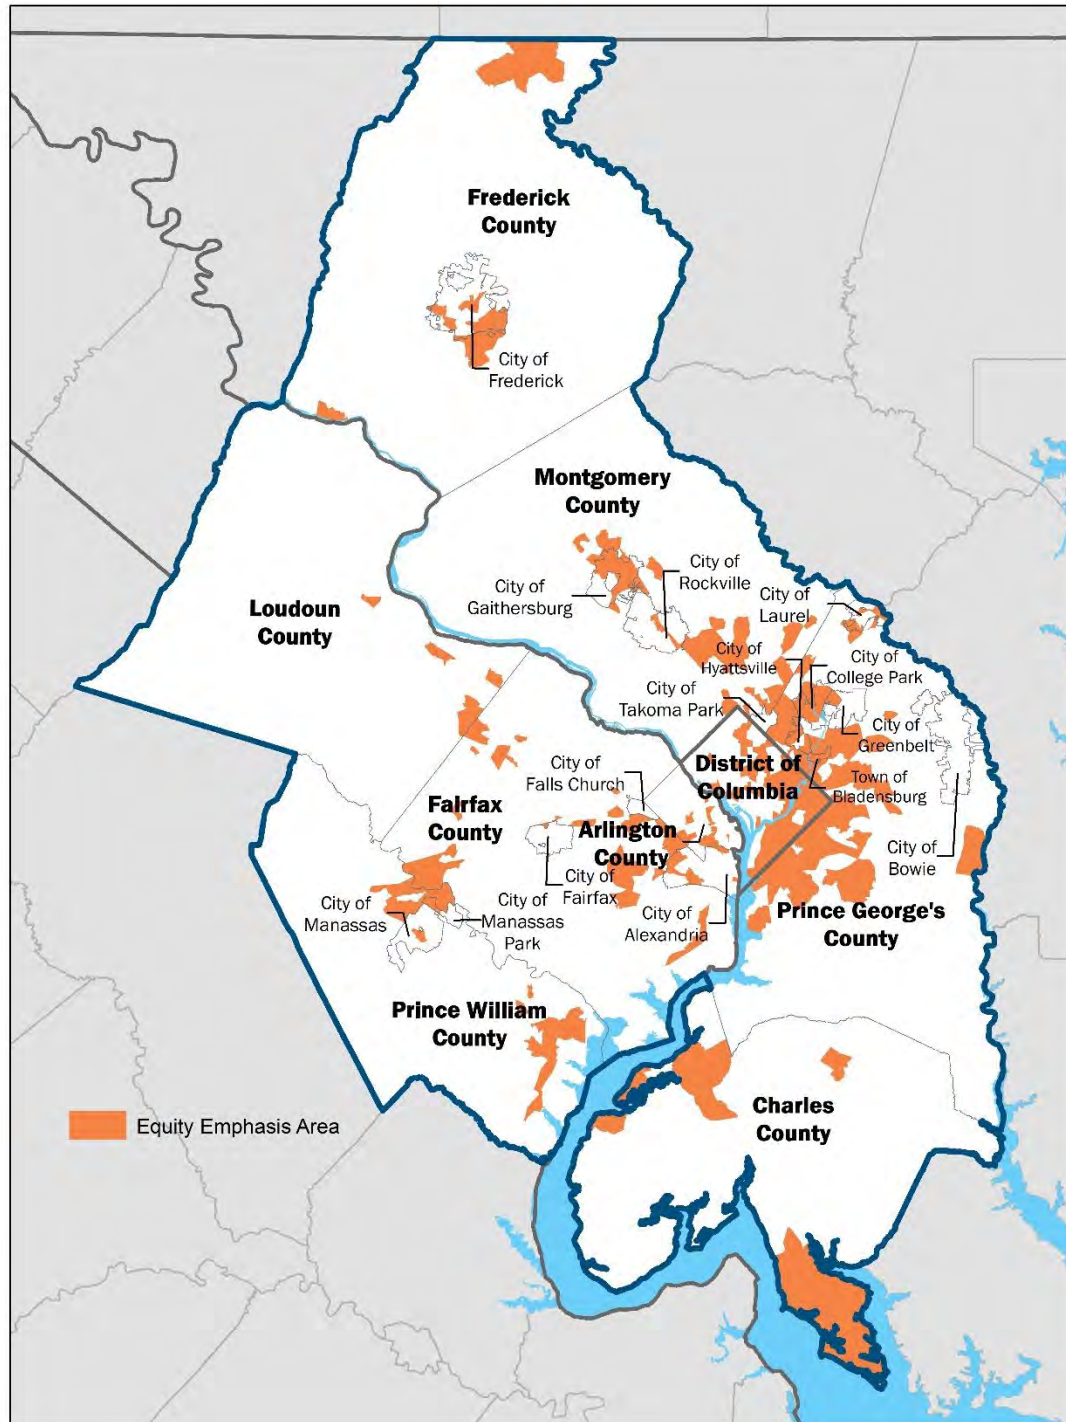 Frederick
County
City of
Frederick
Montgomery
County
City of
Rockville
City of
Gaithersburg
City of
Laurel
Loudoun
County
City of
Hyattsville
City of
College Park
City of
Takoma Park
City of
Greenbelt
District of
Columbia
City of
Falls Church
Town of
Bladensburg
Fairfax
County
Arlington
County
City of
Bowie
City of
Fairfax
City of
Manassas
City of
Manassas
Park
City of
Alexandria
Prince George's
County
Prince William
County
Charles
County
Equity Emphasis Area